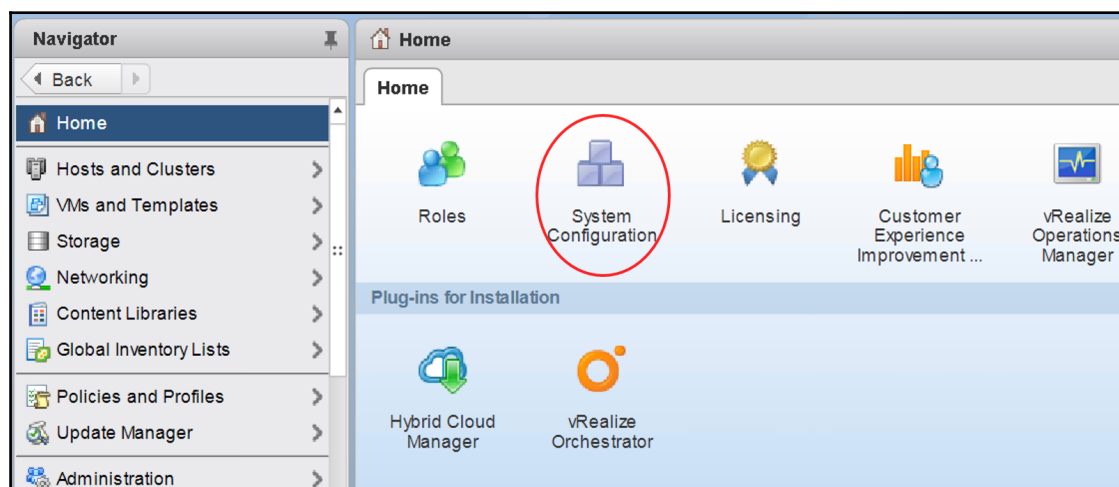 Navigator
Home
Back
Home
Home
Hosts and Clusters
VMs and Templates
Storage
Networking
Content Libraries
Global Inventory Lists
Policies and Profiles
Update Manager
Administration
Roles
System
Configuration
Licensing
Customer
Experience
Improvement ...
vRealize
Operations
Manager
Plug-ins for Installation
Hybrid Cloud
Manager
vRealize
Orchestrator